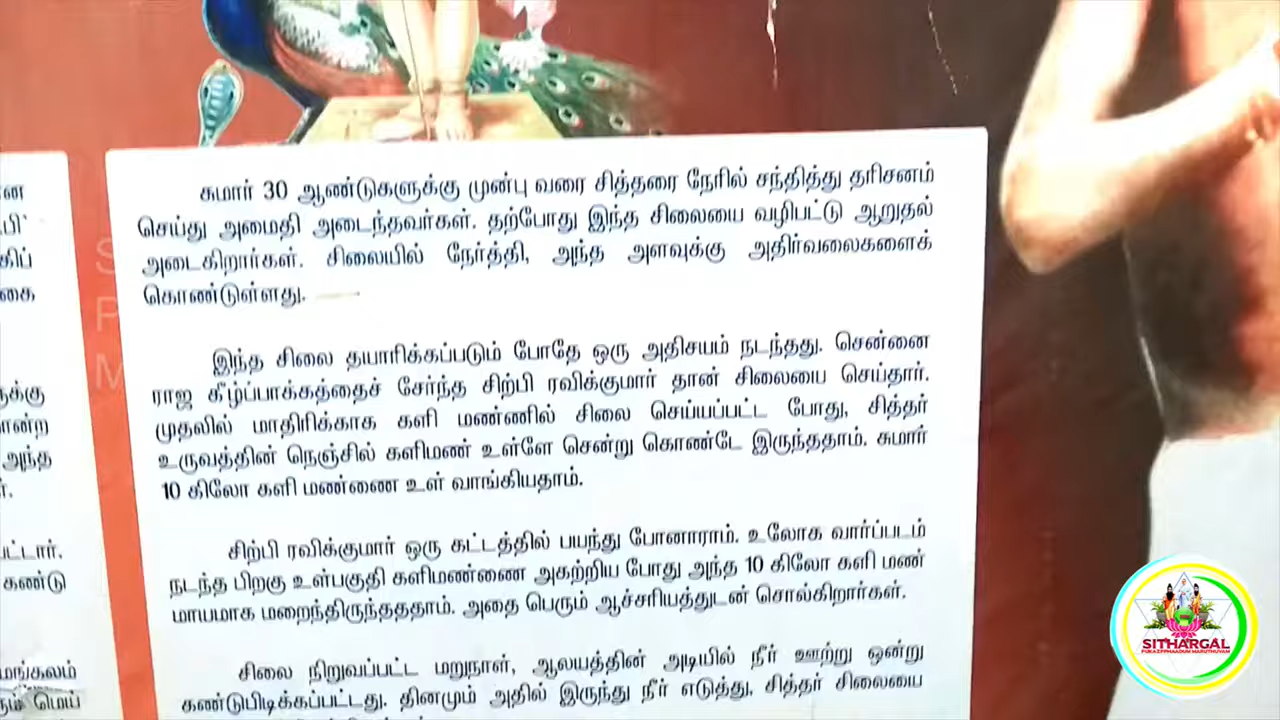 குமார் 30 ஆண்டுகளுக்கு முன்பு வரை சித்தரை நேரில் சந்தித்து தரிசனம்
செய்து அமைதி அடைந்தவர்கள். தற்போது இந்த சிலையை வழிபட்டு ஆறுதல்
அடைகிறார்கள். சிலையில் நேர்த்தி, அந்த அளவுக்கு அதிர்வலைகளைக்
கொண்டுள்ளது.
இந்த சிலை தயாரிக்கப்படும் போதே ஒரு அதிசயம் நடந்தது. சென்னை
ராஜ கீழ்ப்பாக்கத்தைச் சேர்ந்த சிற்பி ரவிக்குமார் தான் சிலையை செய்தார்.
முதலில் மாதிரிக்காக களி மண்ணில் சிலை செய்யப்பட்ட போது, சித்தர்
உருவத்தின் நெஞ்சில் களிமண் உள்ளே சென்று கொண்டே இருந்ததாம். சுமார்
10 கிலோ களி மண்ணை உள் வாங்கியதாம்.
சிற்பி ரவிக்குமார் ஒரு கட்டத்தில் பயந்து போனாராம். உலோக வார்ப்படம்
நடந்த பிறகு உள்பகுதி களிமண்ணை அகற்றிய போது அந்த 10 கிலோ களி மண்
மாயமாக மறைந்திருந்தததாம். அதை பெரும் ஆச்சரியத்துடன் சொல்கிறார்கள்.
சிலை நிறுவப்பட்ட மறுநாள், ஆலயத்தின் அடியில் நீர் ஊற்று ஒன்று
கண்டுபிடிக்கப்பட்டது. தினமும் அதில் இருந்து நீர் எடுத்து, சித்தர் சிலையை
அந்த
கண்டு
SITHARGAL
PUKAZIPPHAADUM MARUTHUVAM